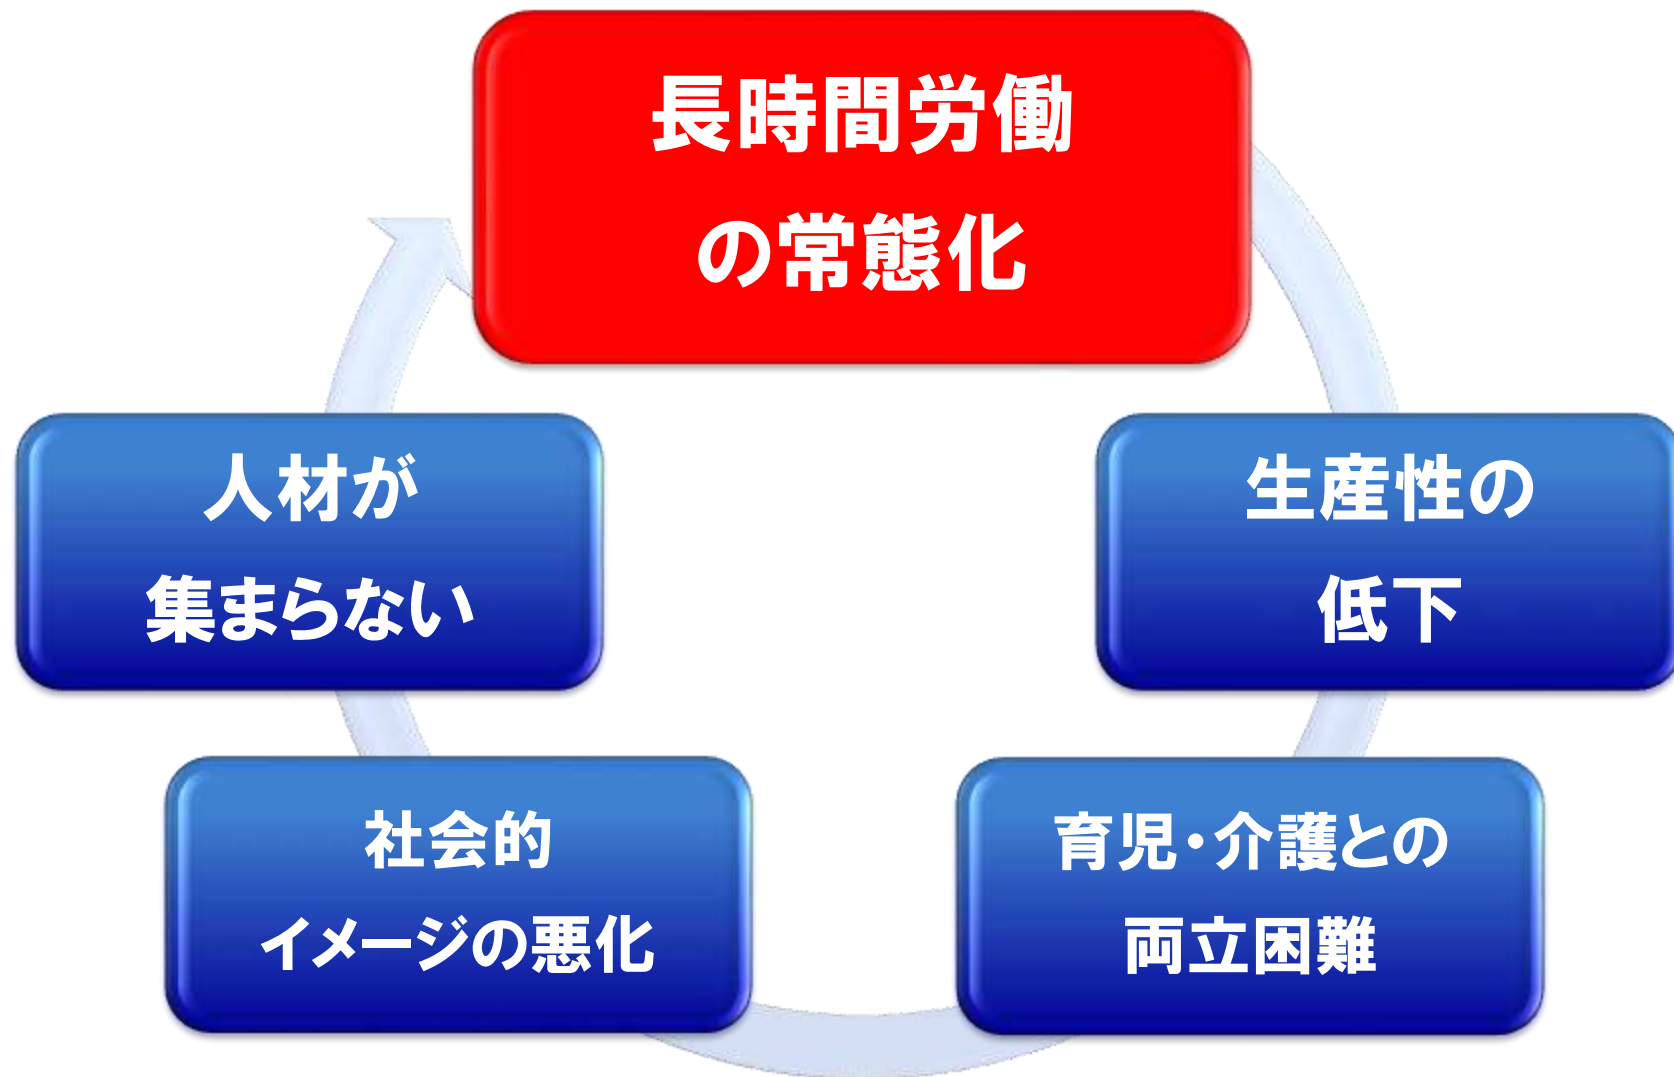 長時間労働
の常態化
生産性の
低下
育児・介護との
両立困難
社会的
イメージの悪化
人材が
集まらない